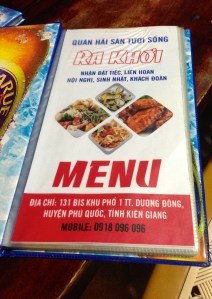 LARUE
QUÁN HẢI SẢN TƯƠI SỐNG
RA KHƠI
NHẬN ĐẶT TIỆC, LIÊN HOAN
HỘI NGHỊ, SINH NHẬT, KHÁCH ĐOÀN
MENU
ĐỊA CHỈ: 131 BIS KHU PHỐ 1 TT. DƯƠNG ĐÔNG,
HUYỆN PHÚ QUỐC, TỈNH KIÊN GIANG
MOBILE: 0918 096 096